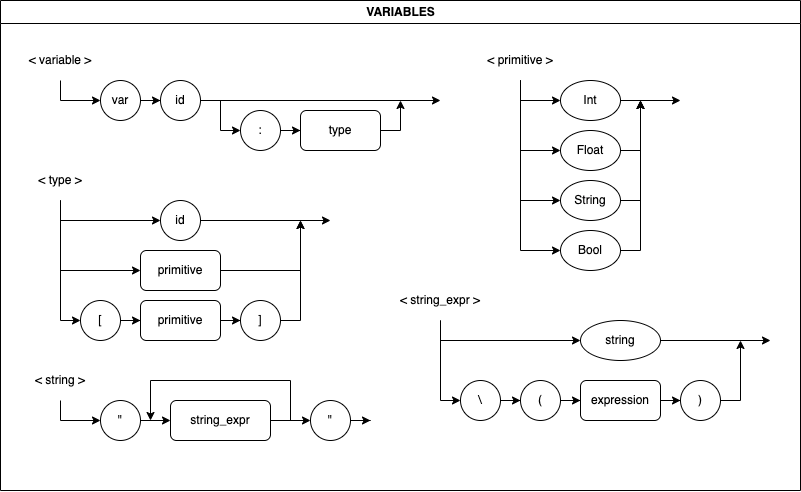 VARIABLES
< variable >
var id
: type
< primitive >
Int
Float
String
Bool
< type >
id
primitive
[ primitive ]
< string >
" string_expr "
< string_expr >
string
\ ( expression )